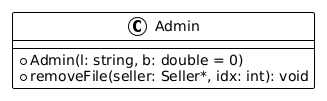 C Admin
Admin(l: string, b: double = 0)
removeFile(seller: Seller*, idx: int): void